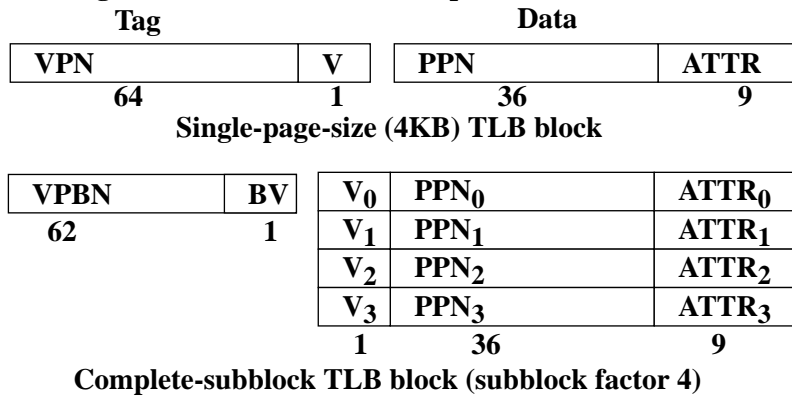 Tag Data
VPN V PPN ATTR
64 1 36 9
Single-page-size (4KB) TLB block
VPBN BV V0 PPN0 ATTR0
62 1 V1 PPN1 ATTR1
V2 PPN2 ATTR2
V3 PPN3 ATTR3
1 36 9
Complete-subblock TLB block (subblock factor 4)